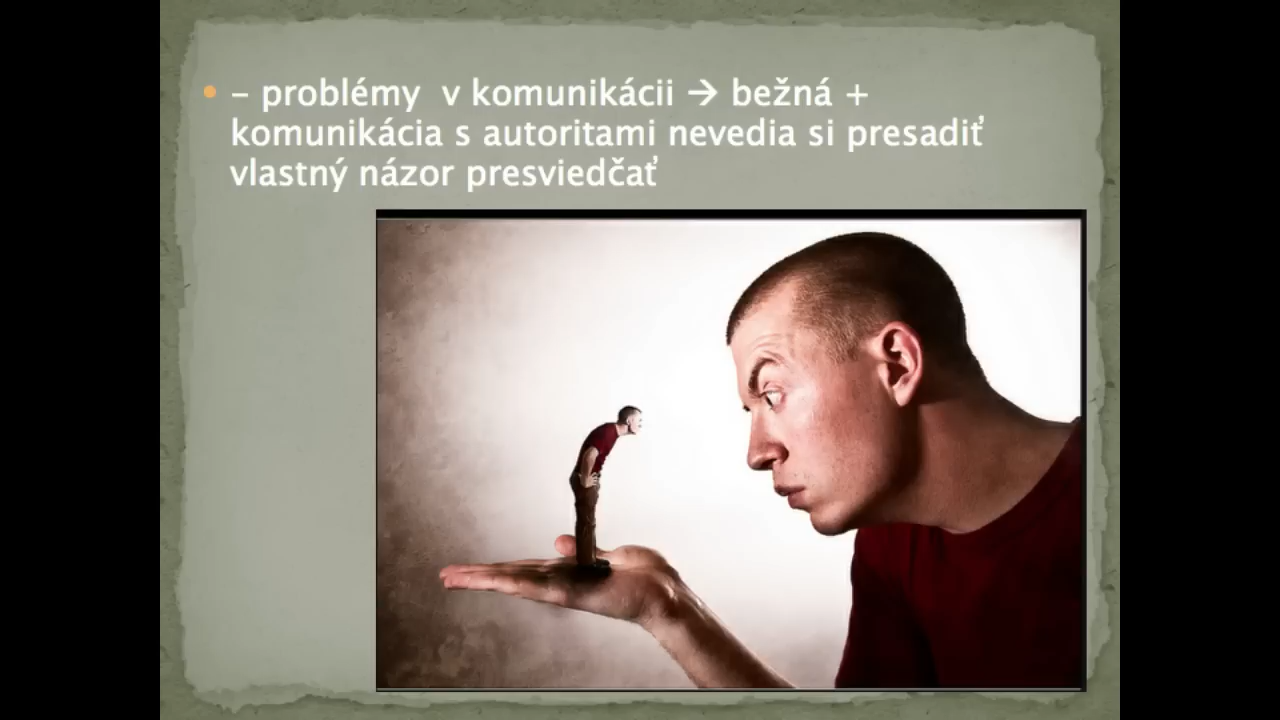 – problémy  v komunikácii → bežná +
komunikácia s autoritami nevedia si presadiť
vlastný názor presviedčať